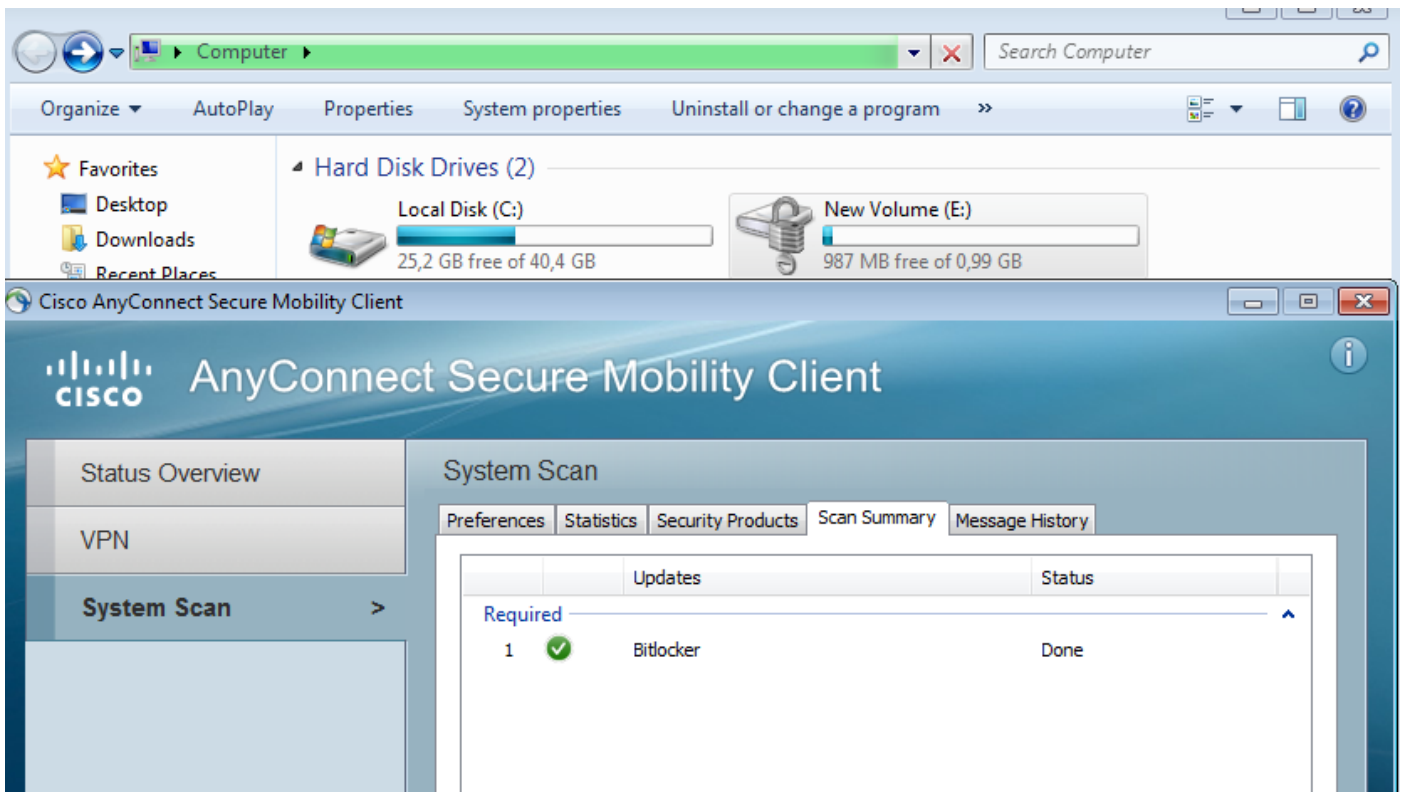 Computer
Search Computer
Organize AutoPlay Properties System properties Uninstall or change a program »
Favorites
Desktop
Downloads
Recent Places
Hard Disk Drives (2)
Local Disk (C:)
25,2 GB free of 40,4 GB
New Volume (E:)
987 MB free of 0,99 GB
Cisco AnyConnect Secure Mobility Client
CISCO AnyConnect Secure Mobility Client
Status Overview
VPN
System Scan >
System Scan
Preferences Statistics Security Products Scan Summary Message History
Updates Status
Required
1 Bitlocker Done